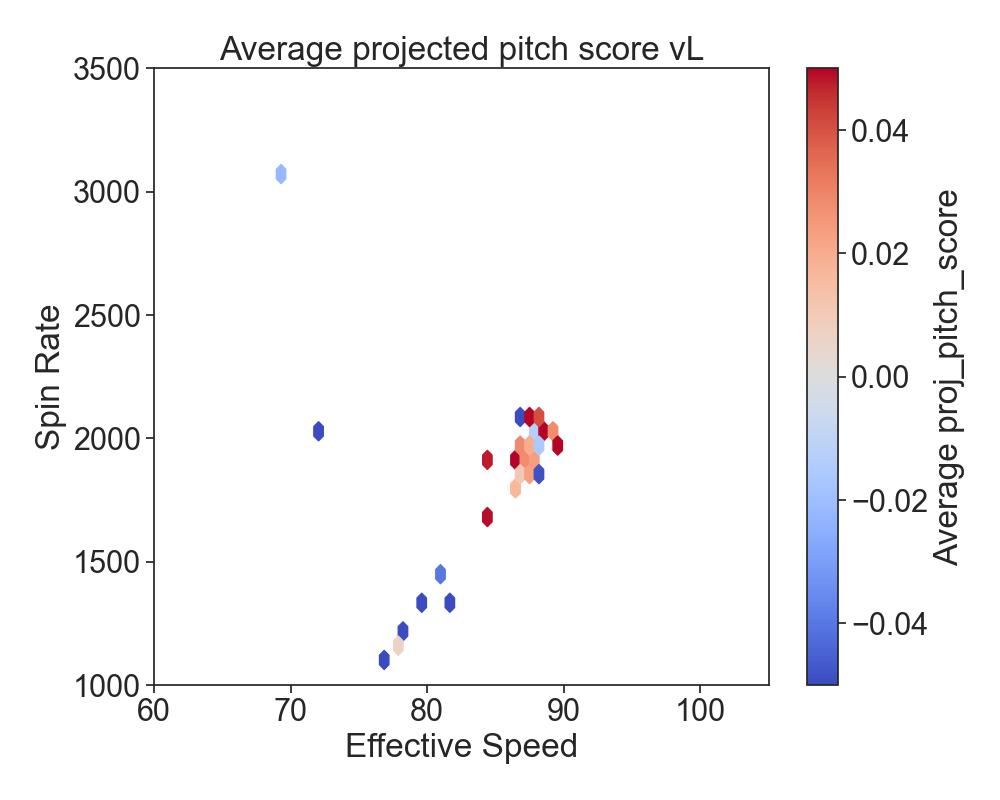 Average projected pitch score vL
3500
3000
2500
2000
1500
1000
Spin Rate
60 70 80 90 100
Effective Speed
0.04
0.02
0.00
−0.02
−0.04
Average proj_pitch_score